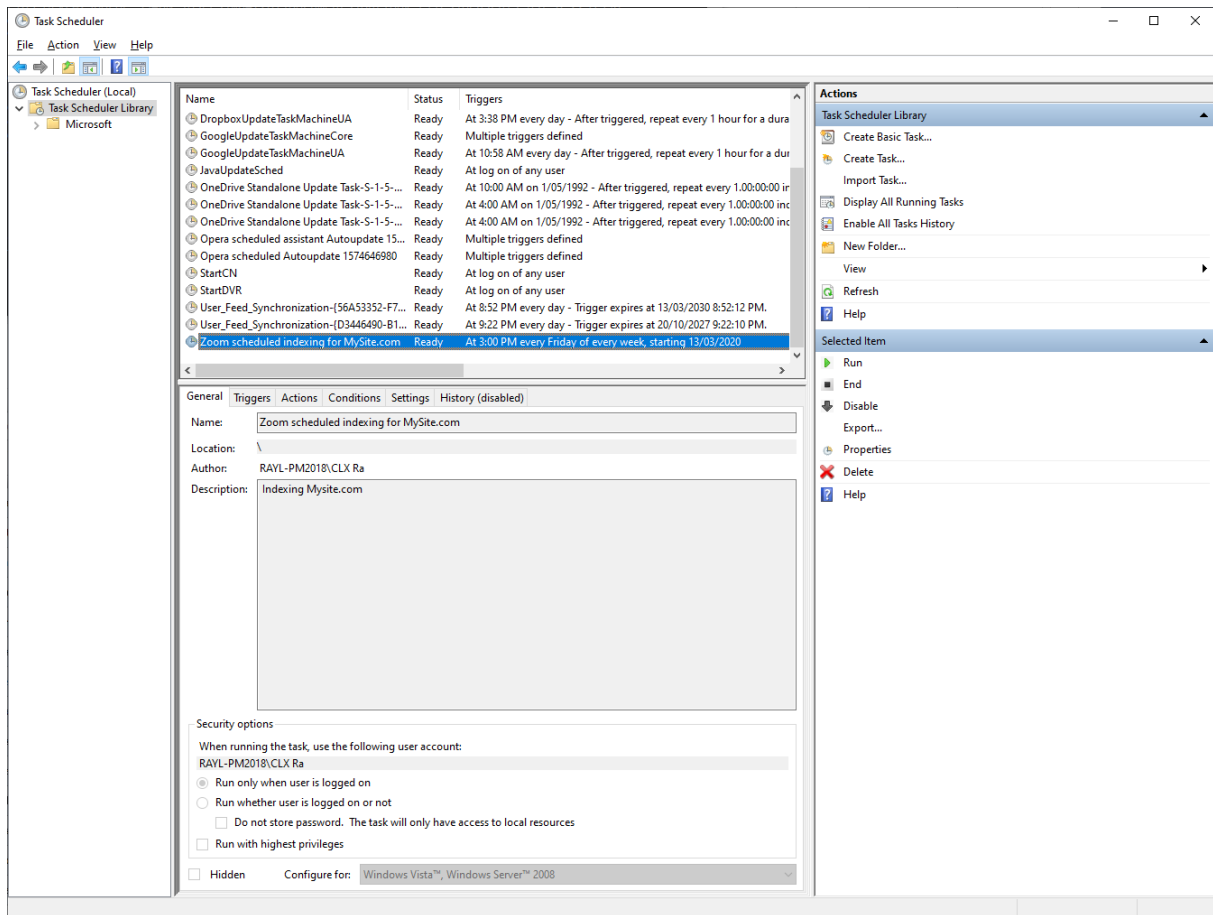 Task Scheduler
File Action View Help
Task Scheduler (Local)
Task Scheduler Library
Microsoft
Name Status Triggers
DropboxUpdateTaskMachineUA Ready At 3:38 PM every day - After triggered, repeat every 1 hour for a dura
GoogleUpdateTaskMachineCore Ready Multiple triggers defined
GoogleUpdateTaskMachineUA Ready At 10:58 AM every day - After triggered, repeat every 1 hour for a dur
JavaUpdateSched Ready At log on of any user
OneDrive Standalone Update Task-S-1-5-... Ready At 10:00 AM on 1/05/1992 - After triggered, repeat every 1.00:00:00 ir
OneDrive Standalone Update Task-S-1-5-... Ready At 4:00 AM on 1/05/1992 - After triggered, repeat every 1.00:00:00 inc
OneDrive Standalone Update Task-S-1-5-... Ready At 4:00 AM on 1/05/1992 - After triggered, repeat every 1.00:00:00 inc
Opera scheduled assistant Autoupdate 15... Ready Multiple triggers defined
Opera scheduled Autoupdate 1574646980 Ready Multiple triggers defined
StartCN Ready At log on of any user
StartDVR Ready At log on of any user
User_Feed_Synchronization-{56A53352-F7... Ready At 8:52 PM every day - Trigger expires at 13/03/2030 8:52:12 PM.
User_Feed_Synchronization-{D3446490-B1... Ready At 9:22 PM every day - Trigger expires at 20/10/2027 9:22:10 PM.
Zoom scheduled indexing for MySite.com Ready At 3:00 PM every Friday of every week, starting 13/03/2020
General Triggers Actions Conditions Settings History (disabled)
Name: Zoom scheduled indexing for MySite.com
Location: \
Author: RAYL-PM2018\CLX Ra
Description: Indexing Mysite.com
Security options
When running the task, use the following user account:
RAYL-PM2018\CLX Ra
Run only when user is logged on
Run whether user is logged on or not
Do not store password. The task will only have access to local resources
Run with highest privileges
Hidden Configure for: Windows Vista™, Windows Server™ 2008
Actions
Task Scheduler Library
Create Basic Task...
Create Task...
Import Task...
Display All Running Tasks
Enable All Tasks History
New Folder...
View
Refresh
Help
Selected Item
Run
End
Disable
Export...
Properties
Delete
Help